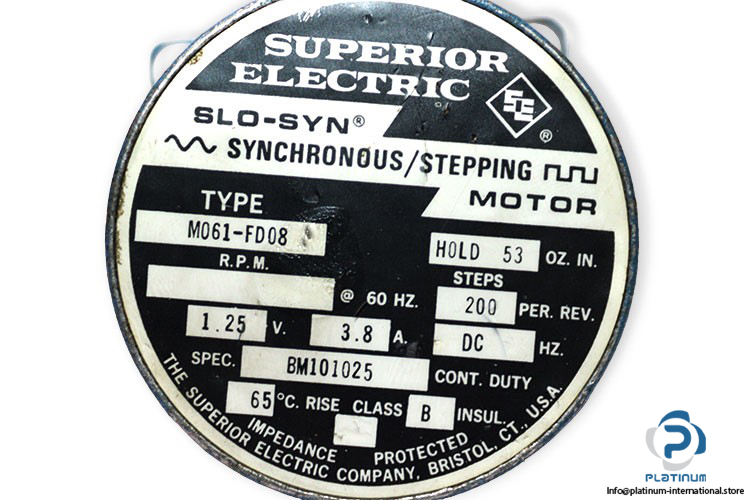 SUPERIOR
ELECTRIC
SE
®
SLO-SYN®
SYNCHRONOUS/STEPPING
MOTOR
TYPE
M061-FD08
HOLD 53 OZ. IN.
R.P.M.
@ 60 HZ.
STEPS
200 PER. REV.
1.25 V. 3.8 A.
DC HZ.
SPEC. BM101025 CONT. DUTY
65 °C. RISE CLASS B INSUL.
IMPEDANCE PROTECTED
THE SUPERIOR ELECTRIC COMPANY, BRISTOL, CT., U.S.A.
PLATINUM
Info@platinum-international.store